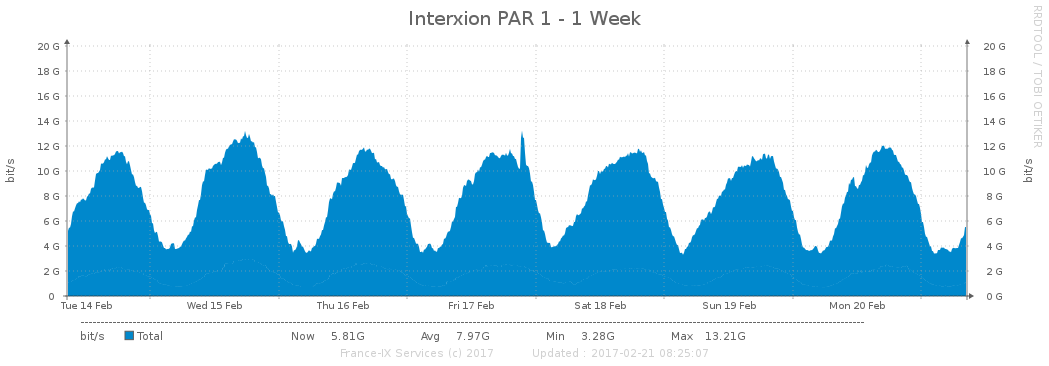 Interxion PAR 1 - 1 Week
RRDTOOL / TOBI OETIKER
20 G 20 G
18 G 18 G
16 G 16 G
14 G 14 G
12 G 12 G
10 G 10 G
8 G 8 G
6 G 6 G
4 G 4 G
2 G 2 G
0 0 G
bit/s
bit/s
Tue 14 Feb Wed 15 Feb Thu 16 Feb Fri 17 Feb Sat 18 Feb Sun 19 Feb Mon 20 Feb
bit/s Total Now 5.81G Avg 7.97G Min 3.28G Max 13.21G
France-IX Services (c) 2017 Updated : 2017-02-21 08:25:07